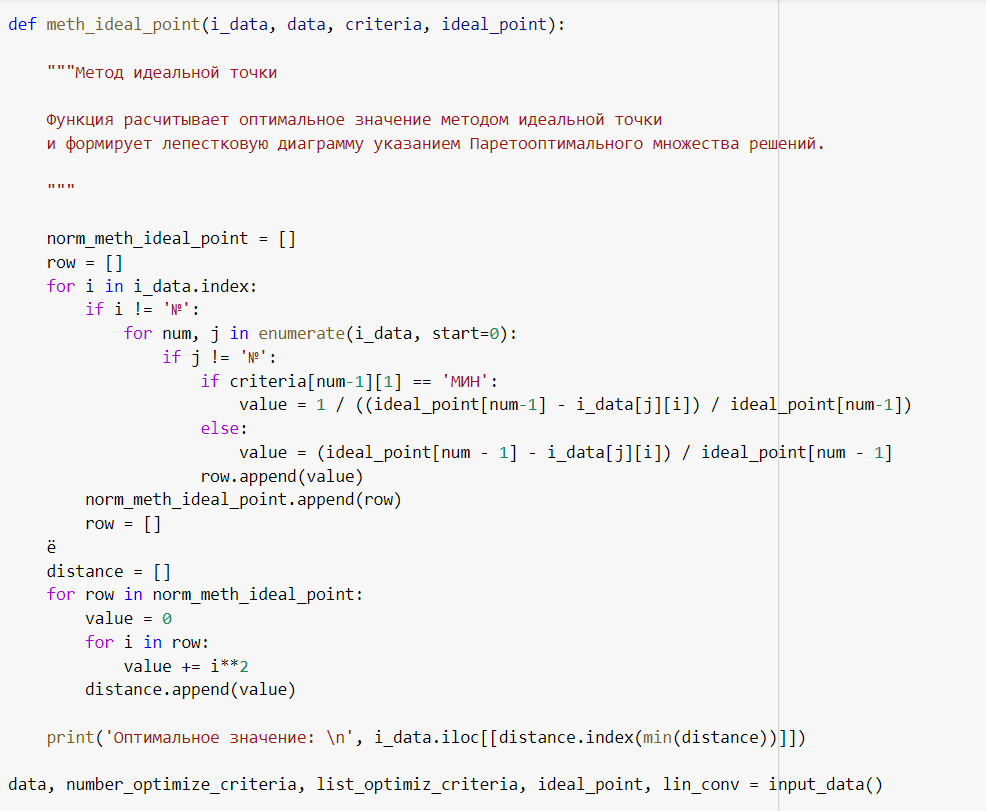 def meth_ideal_point(i_data, data, criteria, ideal_point):
"""Метод идеальной точки
Функция расчитывает оптимальное значение методом идеальной точки
и формирует лепестковую диаграмму указанием Паретооптимального множества решений.
"""
norm_meth_ideal_point = []
row = []
for i in i_data.index:
if i != '№':
for num, j in enumerate(i_data, start=0):
if j != '№':
if criteria[num-1][1] == 'МИН':
value = 1 / ((ideal_point[num-1] - i_data[j][i]) / ideal_point[num-1])
else:
value = (ideal_point[num - 1] - i_data[j][i]) / ideal_point[num - 1]
row.append(value)
norm_meth_ideal_point.append(row)
row = []
ё
distance = []
for row in norm_meth_ideal_point:
value = 0
for i in row:
value += i**2
distance.append(value)
print('Оптимальное значение: \n', i_data.iloc[[distance.index(min(distance))]])
data, number_optimize_criteria, list_optimiz_criteria, ideal_point, lin_conv = input_data()